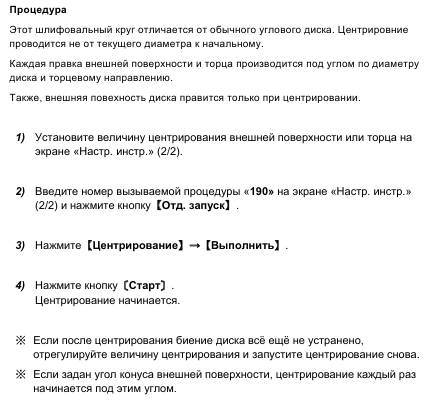 Процедура
Этот шлифовальный круг отличается от обычного углового диска. Центрировние
проводится не от текущего диаметра к начальному.
Каждая правка внешней поверхности и торца производится под углом по диаметру
диска и торцевому направлению.
Также, внешняя повехность диска правится только при центрировании.
1) Установите величину центрирования внешней поверхности или торца на
экране «Настр. инстр.» (2/2).
2) Введите номер вызываемой процедуры «190» на экране «Настр. инстр.»
(2/2) и нажмите кнопку【Отд. запуск】.
3) Нажмите【Центрирование】→【Выполнить】.
4) Нажмите кнопку〔Старт〕.
Центрирование начинается.
※ Если после центрирования биение диска всё ещё не устранено,
отрегулируйте величину центрирования и запустите центрирование снова.
※ Если задан угол конуса внешней поверхности, центрирование каждый раз
начинается под этим углом.